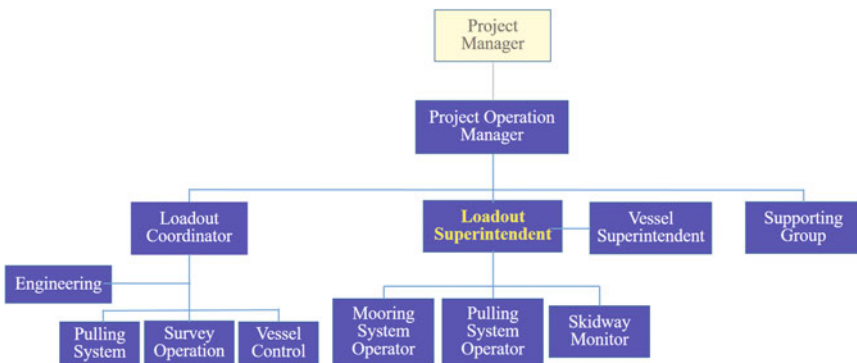 Project
Manager
Project Operation
Manager
Loadout
Coordinator
Loadout
Superintendent
Vessel
Superintendent
Supporting
Group
Engineering
Pulling
System
Survey
Operation
Vessel
Control
Mooring
System
Operator
Pulling
System
Operator
Skidway
Monitor